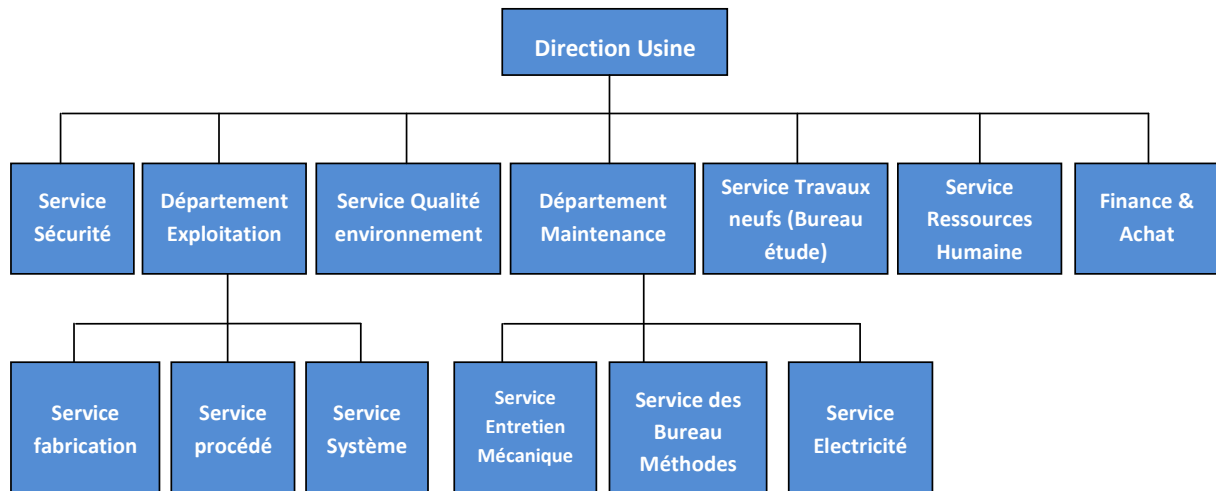 Direction Usine
Service
Sécurité
Département
Exploitation
Service Qualité
environnement
Département
Maintenance
Service Travaux
neufs (Bureau
étude)
Service
Ressources
Humaine
Finance &
Achat
Service
fabrication
Service
procédé
Service
Système
Service
Entretien
Mécanique
Service des
Bureau
Méthodes
Service
Electricité